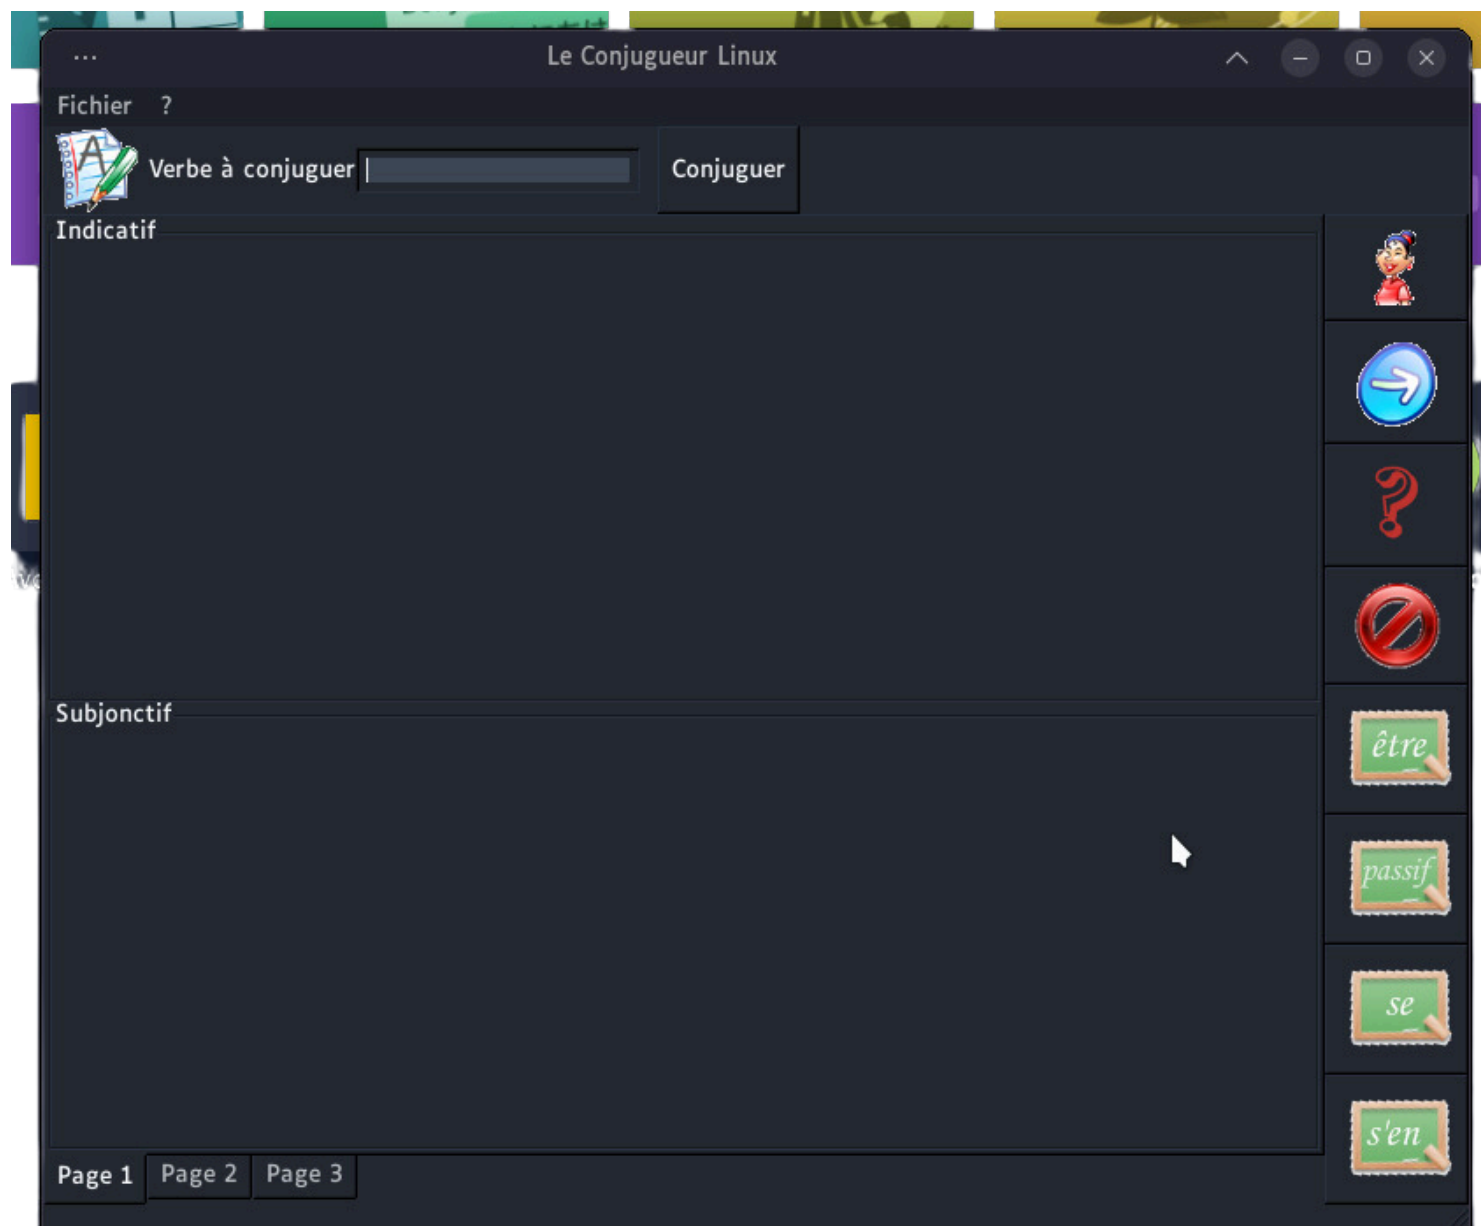 ...
Le Conjugueur Linux
Fichier ?
Verbe à conjuguer
Conjuguer
Indicatif
Subjonctif
être
passif
se
s'en
Page 1 Page 2 Page 3